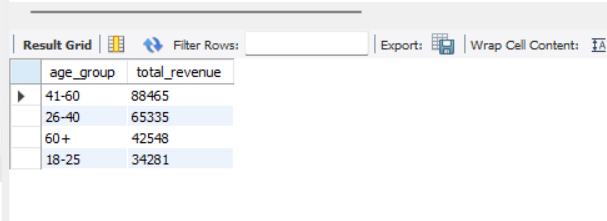 Result Grid Filter Rows: Export: Wrap Cell Content: IA
age_group total_revenue
41-60 88465
26-40 65335
60+ 42548
18-25 34281